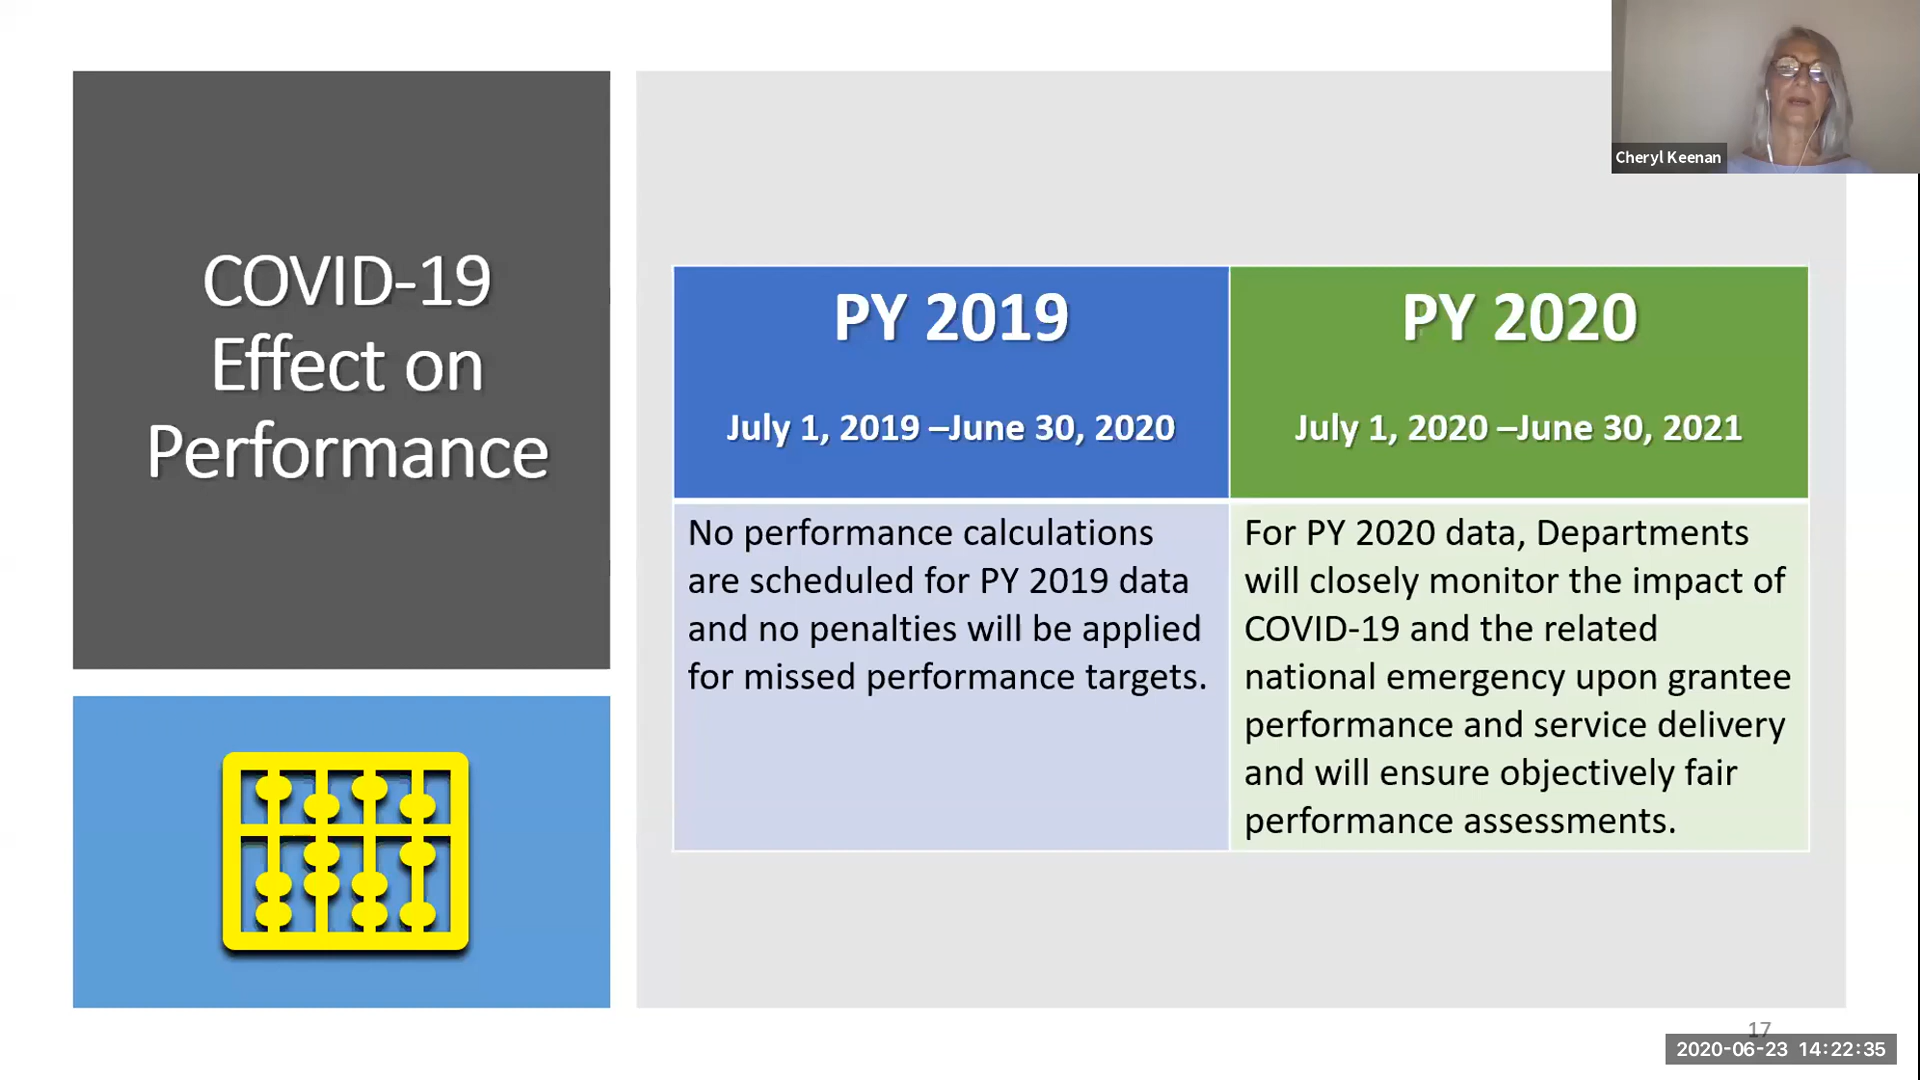 COVID-19
Effect on
Performance
Cheryl Keenan
PY 2019
July 1, 2019 –June 30, 2020
PY 2020
July 1, 2020 –June 30, 2021
No performance calculations
are scheduled for PY 2019 data
and no penalties will be applied
for missed performance targets.
For PY 2020 data, Departments
will closely monitor the impact of
COVID-19 and the related
national emergency upon grantee
performance and service delivery
and will ensure objectively fair
performance assessments.
17
2020-06-23 14:22:35